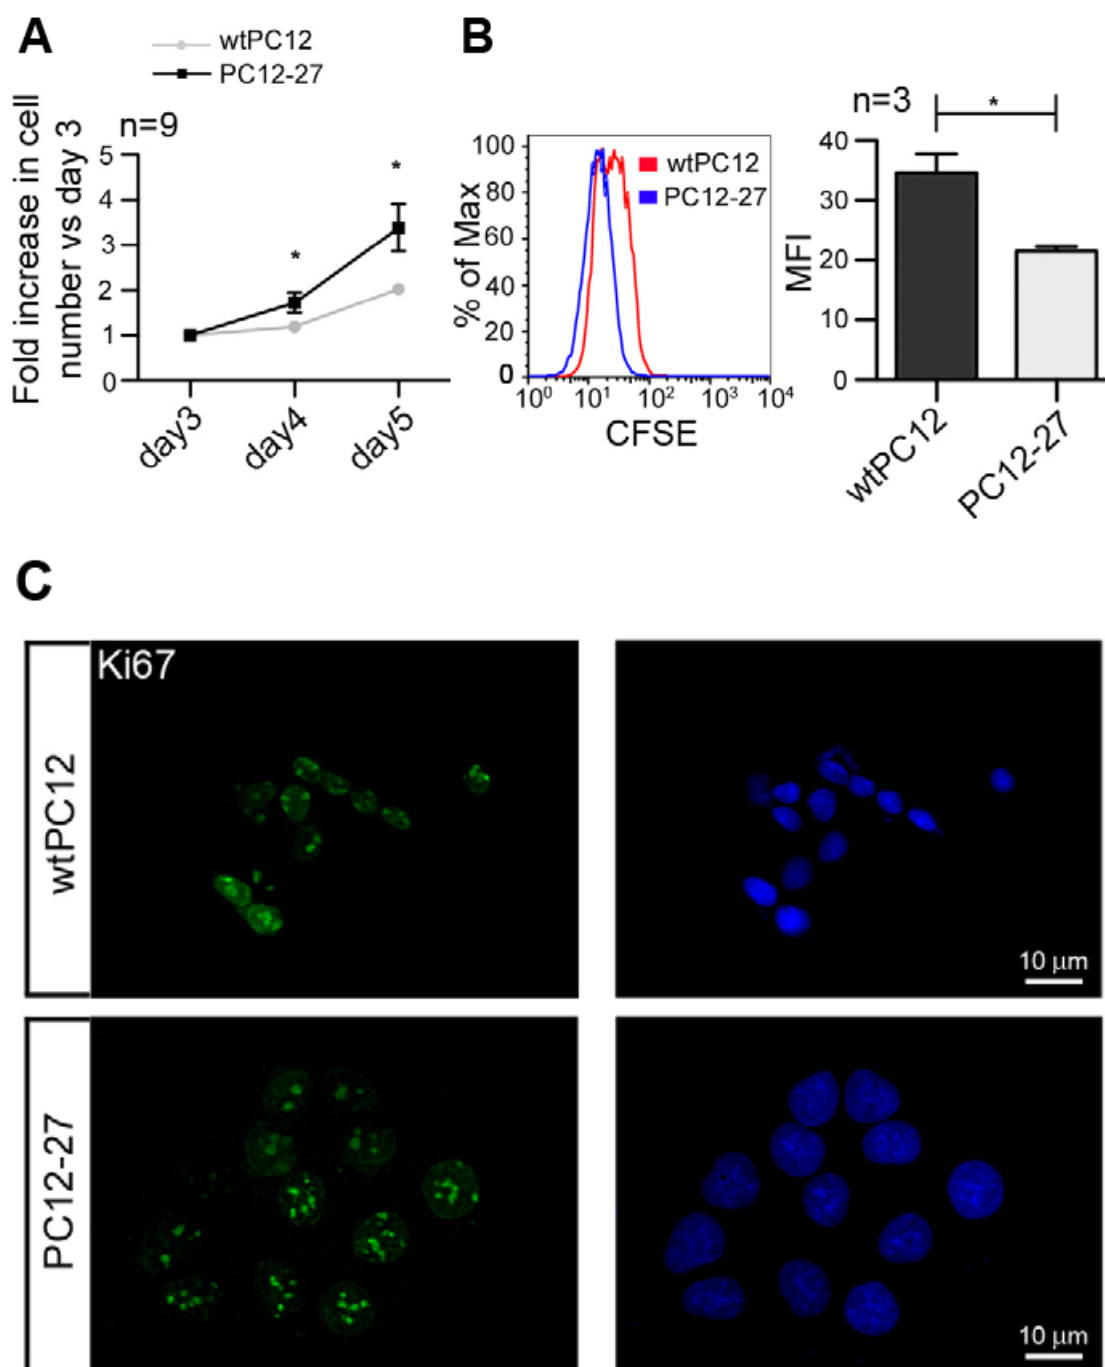 A
wtPC12
PC12-27
n=9
Fold increase in cell
number vs day 3
5
4
3
2
1
0
*
*
day3
day4
day5
B
% of Max
100
80
60
40
20
0
wtPC12
PC12-27
10⁰ 10¹ 10² 10³ 10⁴
CFSE
n=3
*
MFI
40
30
20
10
0
wtPC12
PC12-27
C
wtPC12
Ki67
10 µm
PC12-27
10 µm